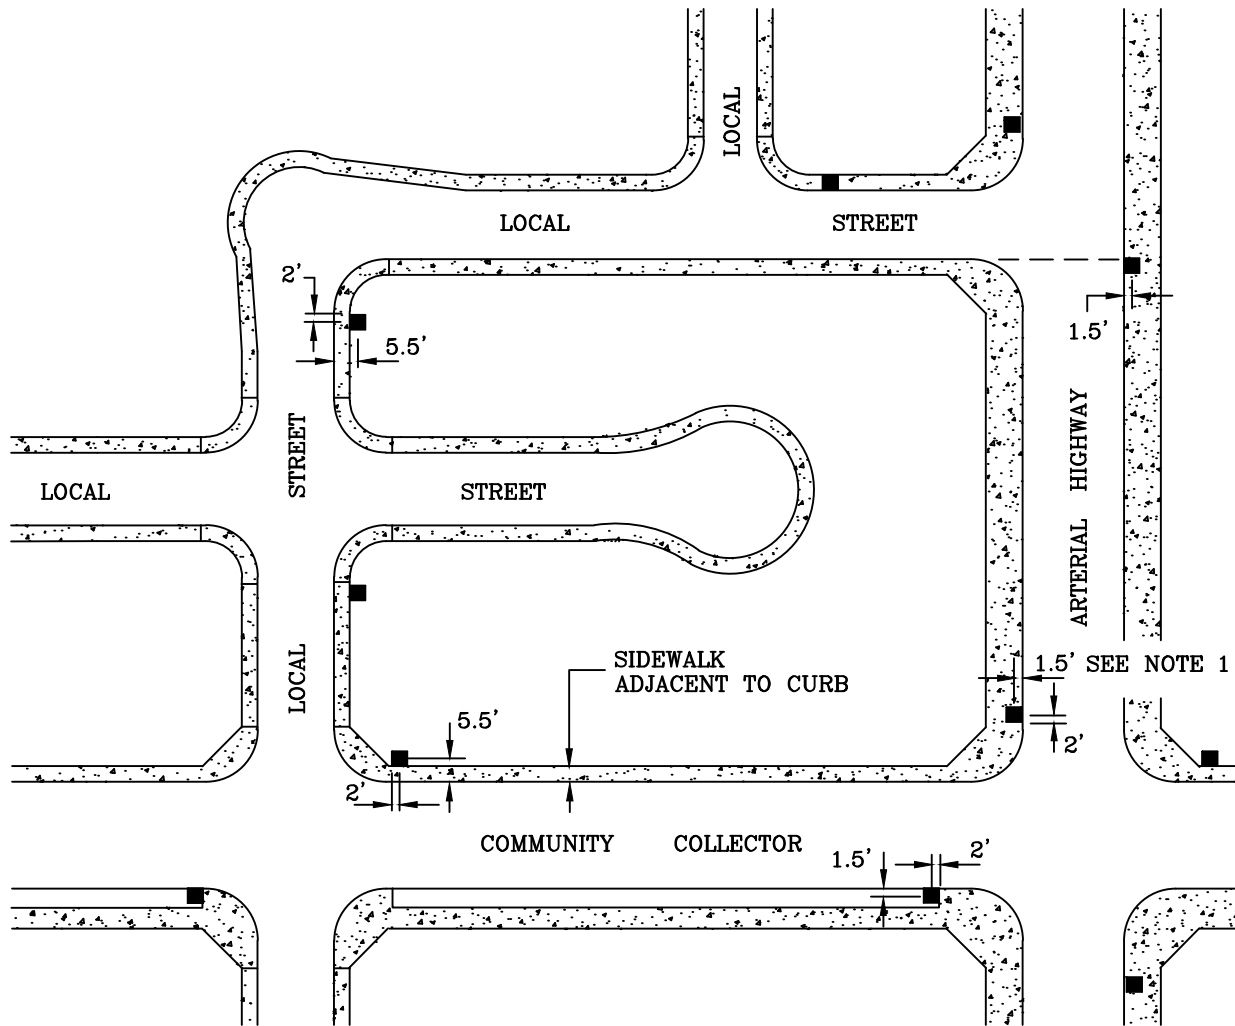 LOCAL
LOCAL STREET
2'
1.5'
5.5'
STREET
ARTERIAL HIGHWAY
LOCAL STREET
LOCAL
SIDEWALK
ADJACENT TO CURB
1.5' SEE NOTE 1
5.5'
2'
2'
COMMUNITY COLLECTOR
1.5'
2'